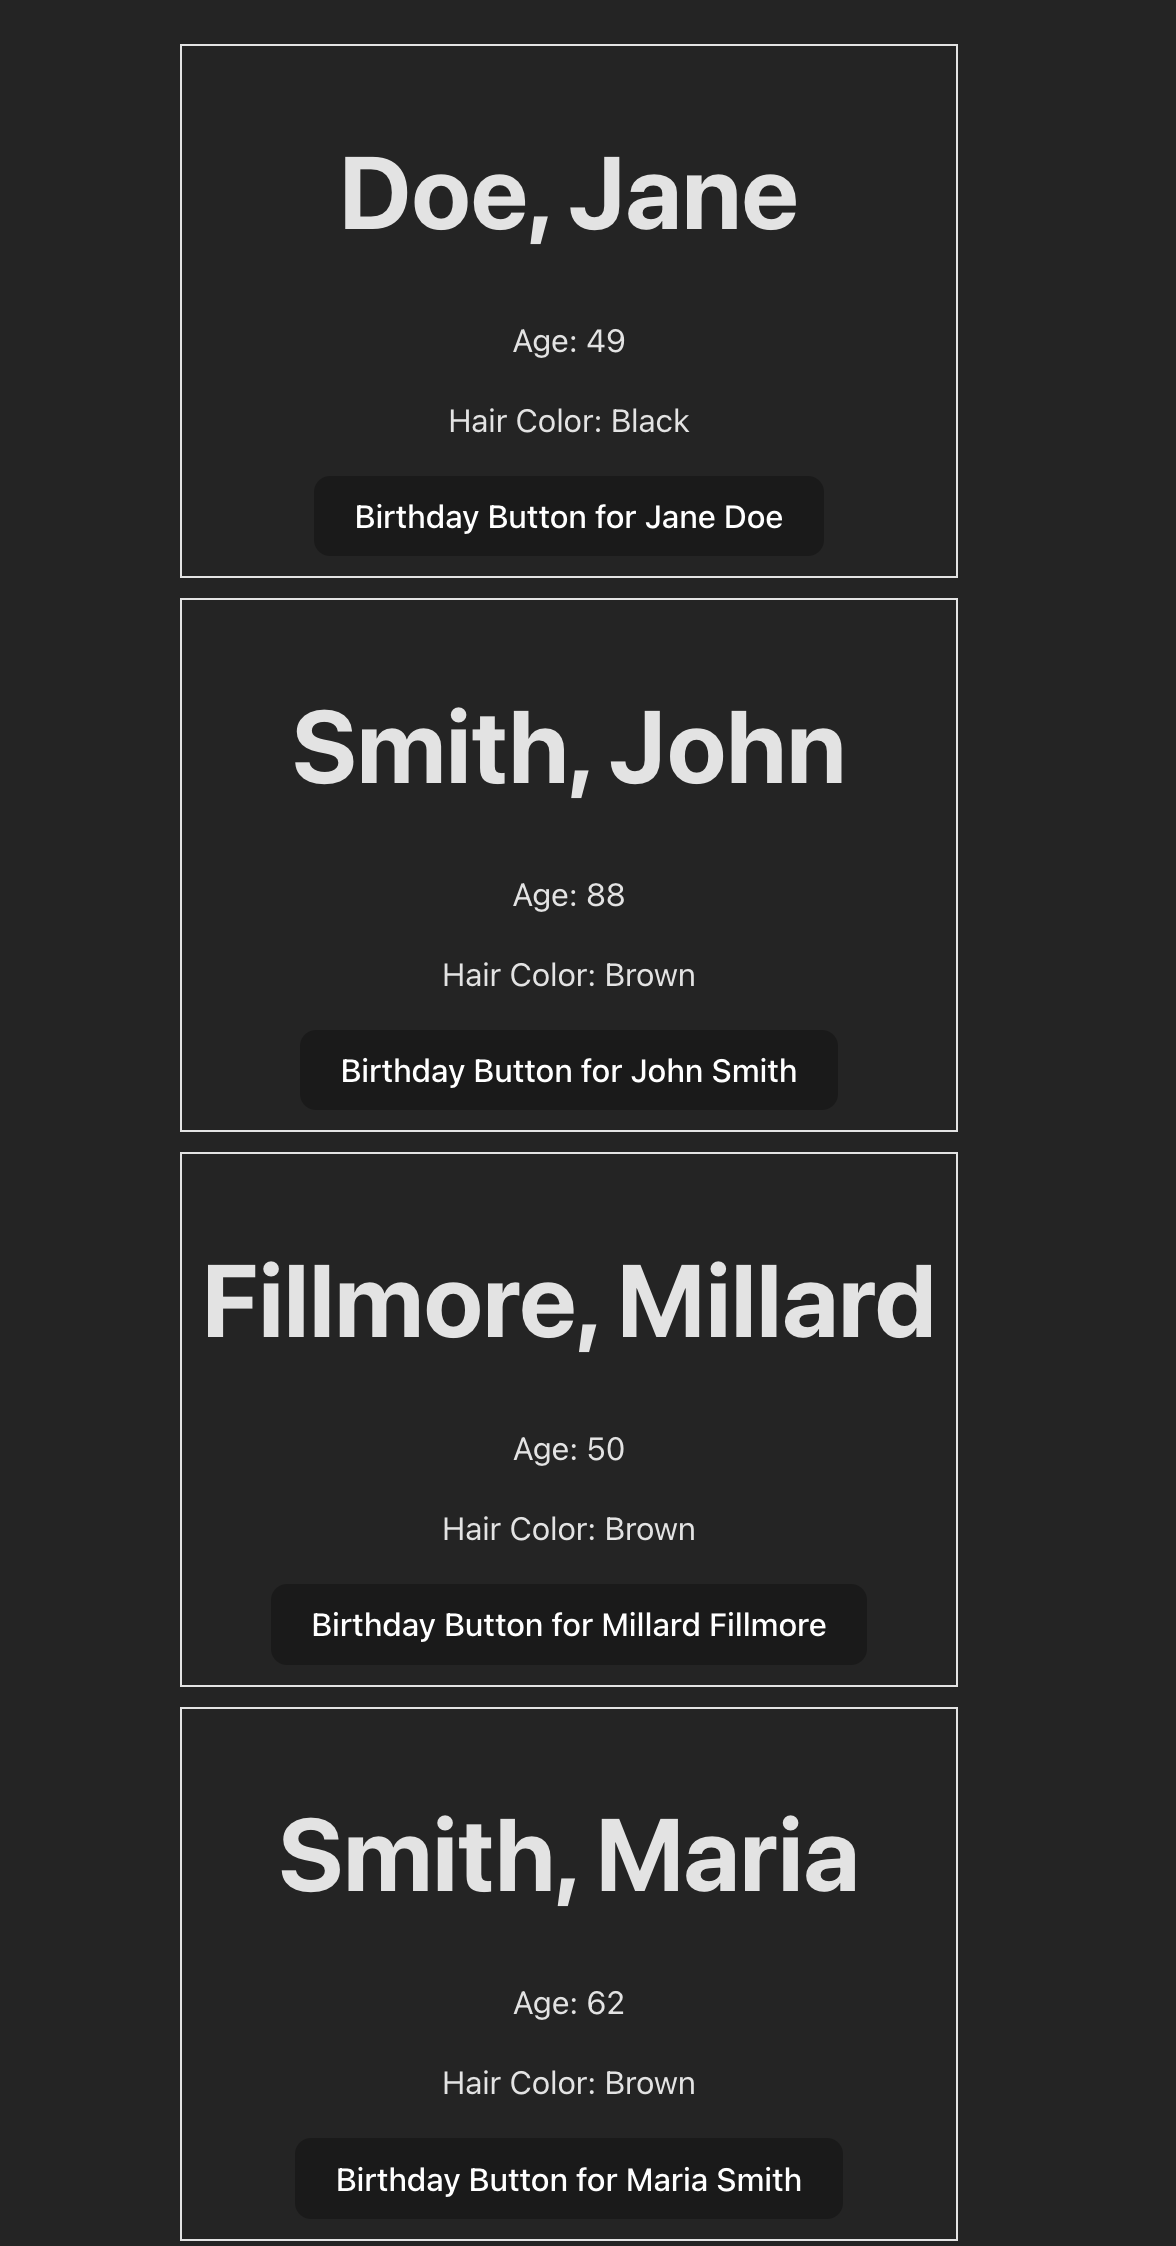 Doe, Jane
Age: 49
Hair Color: Black
Birthday Button for Jane Doe
Smith, John
Age: 88
Hair Color: Brown
Birthday Button for John Smith
Fillmore, Millard
Age: 50
Hair Color: Brown
Birthday Button for Millard Fillmore
Smith, Maria
Age: 62
Hair Color: Brown
Birthday Button for Maria Smith